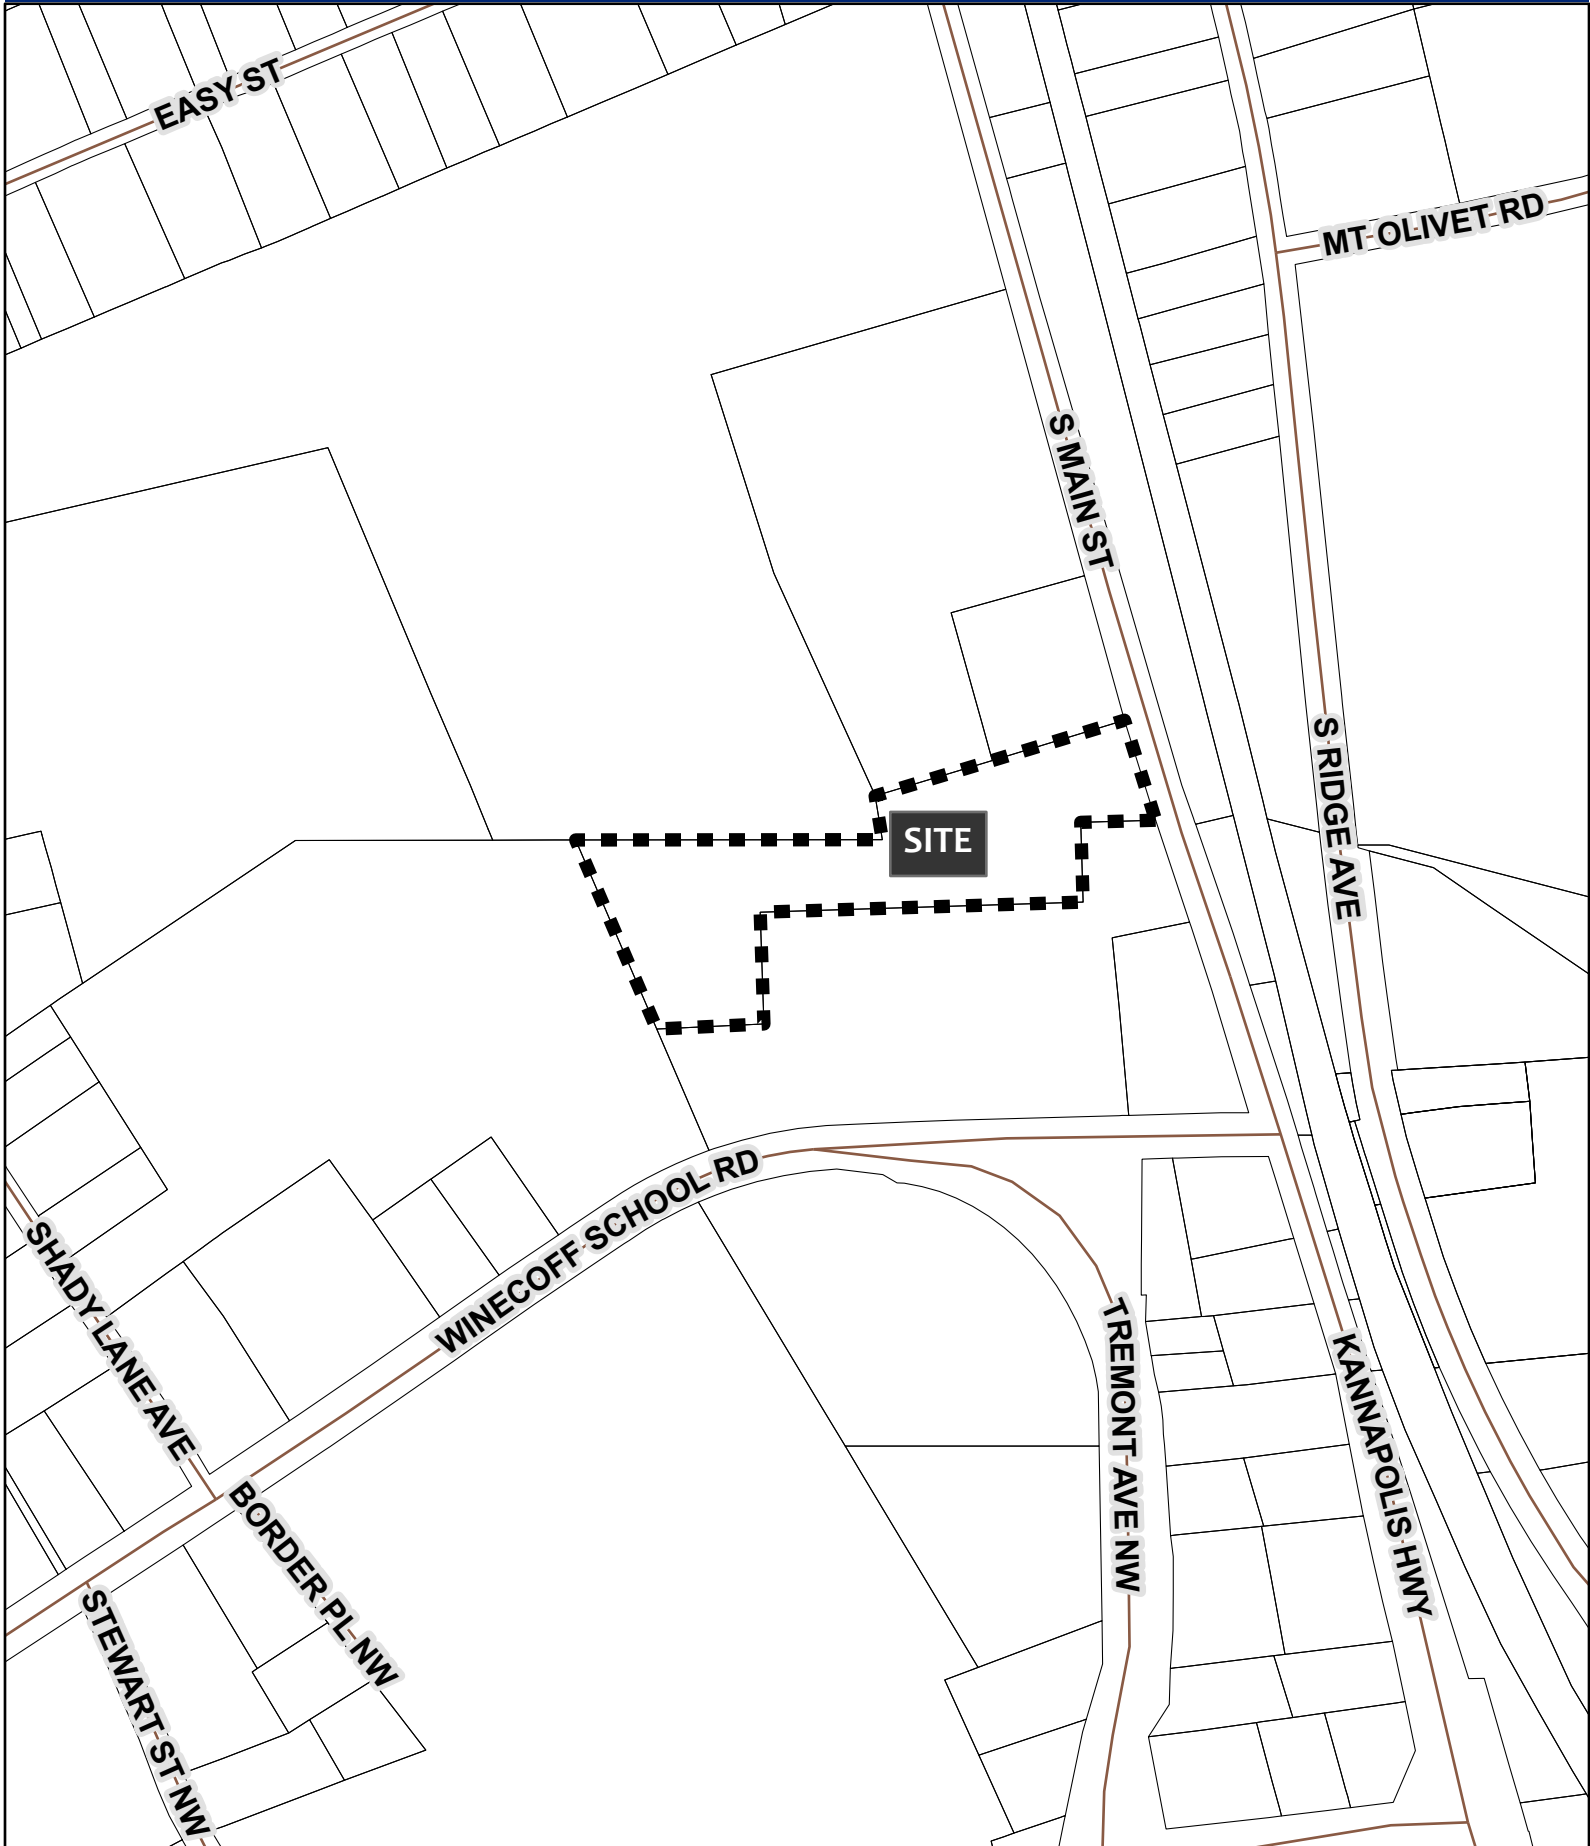 EASY ST
MT OLIVET RD
S MAIN ST
S RIDGE AVE
SITE
WINECOFF SCHOOL RD
SHADY LANE AVE
TREMONT AVE NW
KANNAPOLIS HWY
BORDER PL NW
STEWART ST NW